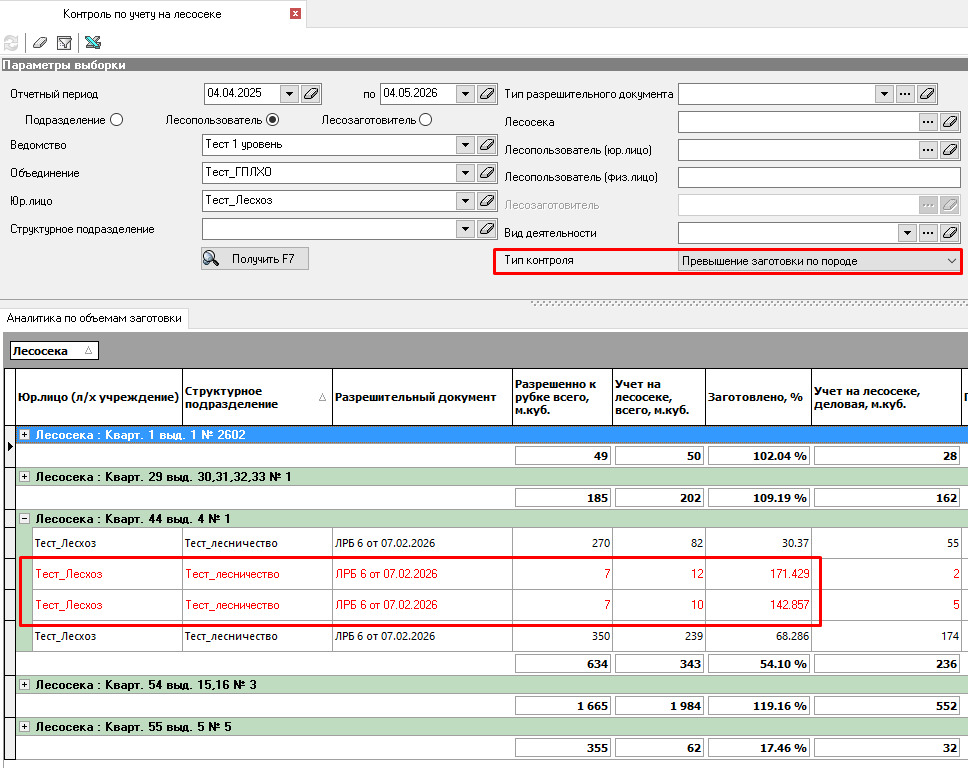 Контроль по учету на лесосеке
Параметры выборки
Отчетный период 04.04.2025 по 04.05.2026 Тип разрешительного документа
Подразделение Лесопользователь Лесозаготовитель Лесосека
Ведомство Тест 1 уровень Лесопользователь (юр.лицо)
Объединение Тест_ГПЛХО Лесопользователь (физ.лицо)
Юр.лицо Тест_Лесхоз Лесозаготовитель
Структурное подразделение Вид деятельности
Получить F7 Тип контроля Превышение заготовки по породе
Аналитика по объемам заготовки
Лесосека
Юр.лицо (л/х учреждение) Структурное подразделение Разрешительный документ Разрешенно к рубке всего, м.куб. Учет на лесосеке, всего, м.куб. Заготовлено, % Учет на лесосеке, деловая, м.куб.
Лесосека : Кварт. 1 выд. 1 № 2602
49 50 102.04 % 28
Лесосека : Кварт. 29 выд. 30,31,32,33 № 1
185 202 109.19 % 162
Лесосека : Кварт. 44 выд. 4 № 1
Тест_Лесхоз Тест_лесничество ЛРБ 6 от 07.02.2026 270 82 30.37 55
Тест_Лесхоз Тест_лесничество ЛРБ 6 от 07.02.2026 7 12 171.429 2
Тест_Лесхоз Тест_лесничество ЛРБ 6 от 07.02.2026 7 10 142.857 5
Тест_Лесхоз Тест_лесничество ЛРБ 6 от 07.02.2026 350 239 68.286 174
634 343 54.10 % 236
Лесосека : Кварт. 54 выд. 15,16 № 3
1 665 1 984 119.16 % 552
Лесосека : Кварт. 55 выд. 5 № 5
355 62 17.46 % 32